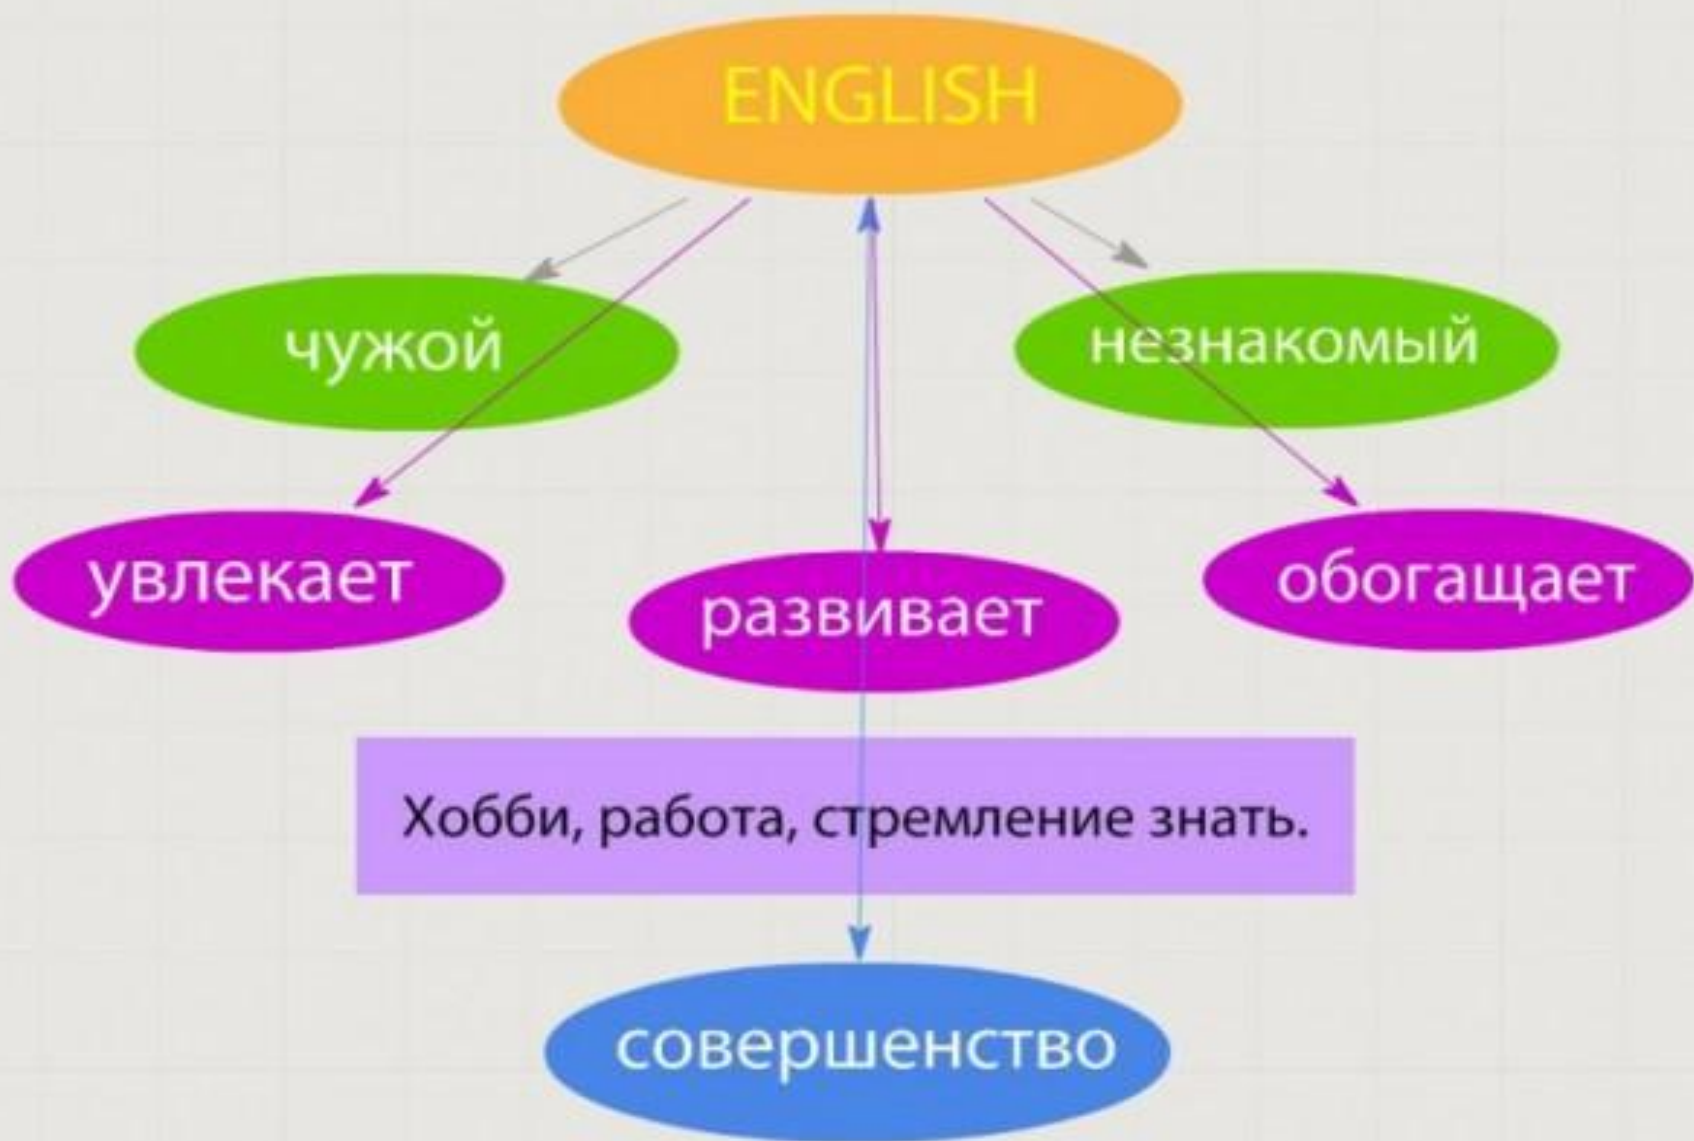 ENGLISH
чужой
незнакомый
увлекает
развивает
обогащает
Хобби, работа, стремление знать.
совершенство